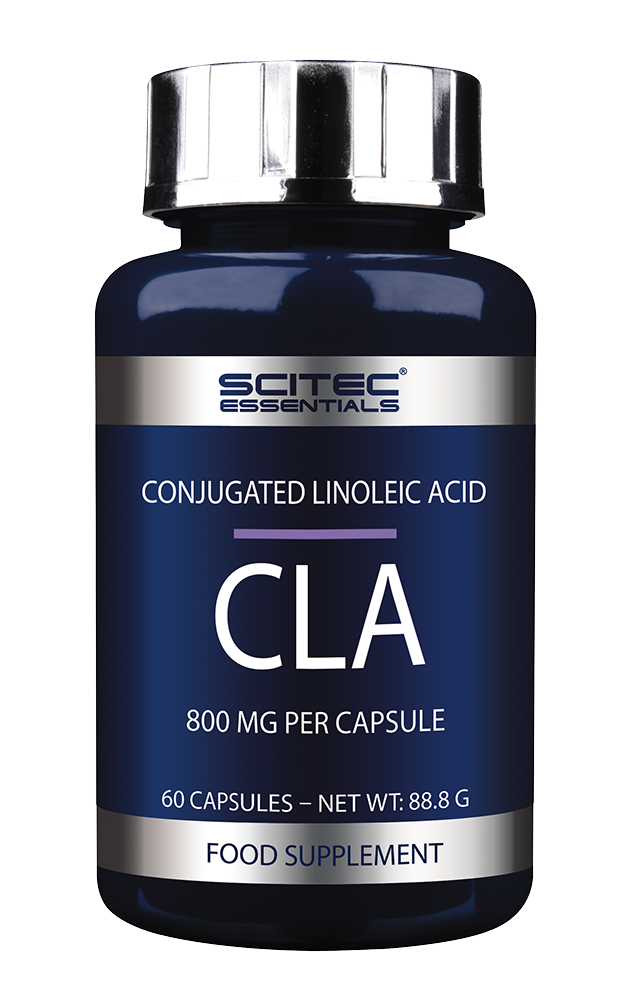 SCITEC®
ESSENTIALS
CONJUGATED LINOLEIC ACID
CLA
800 MG PER CAPSULE
60 CAPSULES – NET WT: 88.8 G
FOOD SUPPLEMENT